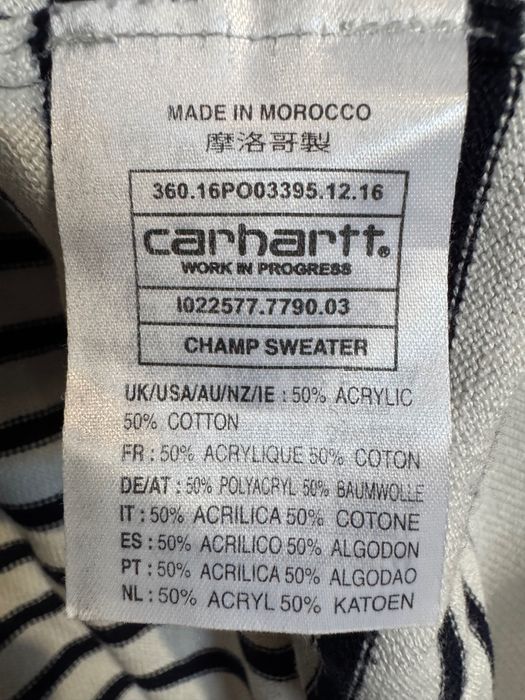 MADE IN MOROCCO
摩洛哥製
360.16PO03395.12.16
carhartt®
WORK IN PROGRESS
I022577.7790.03
CHAMP SWEATER
UK/USA/AU/NZ/IE : 50% ACRYLIC
50% COTTON
FR : 50% ACRYLIQUE 50% COTON
DE/AT : 50% POLYACRYL 50% BAUMWOLLE
IT : 50% ACRILICA 50% COTONE
ES : 50% ACRILICO 50% ALGODON
PT : 50% ACRILICA 50% ALGODAO
NL : 50% ACRYL 50% KATOEN